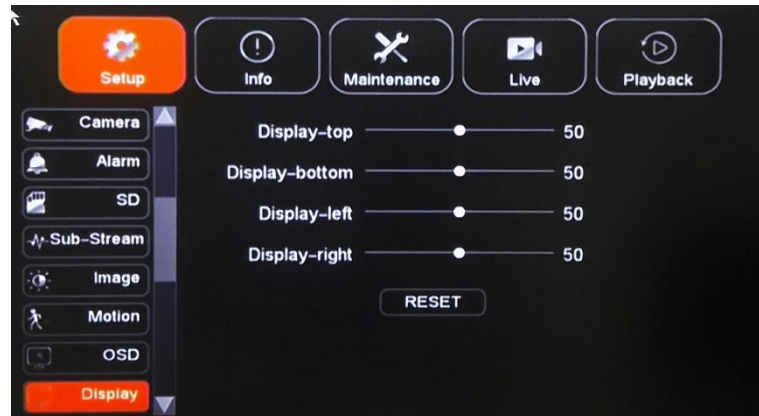 Setup
Info
Maintenance
Live
Playback
Camera
Alarm
SD
Sub-Stream
Image
Motion
OSD
Display
Display-top 50
Display-bottom 50
Display-left 50
Display-right 50
RESET